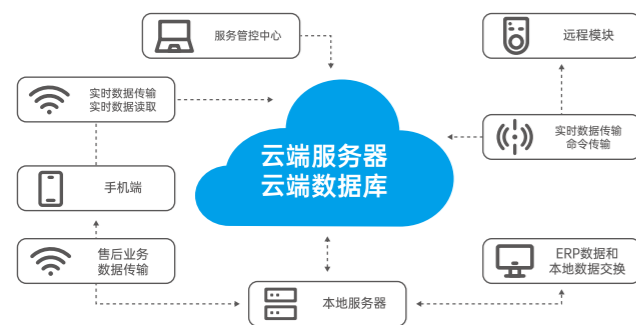 服务管控中心
远程模块
实时数据传输
实时数据读取
云端服务器
云端数据库
实时数据传输
命令传输
手机端
售后业务
数据传输
ERP数据和
本地数据交换
本地服务器